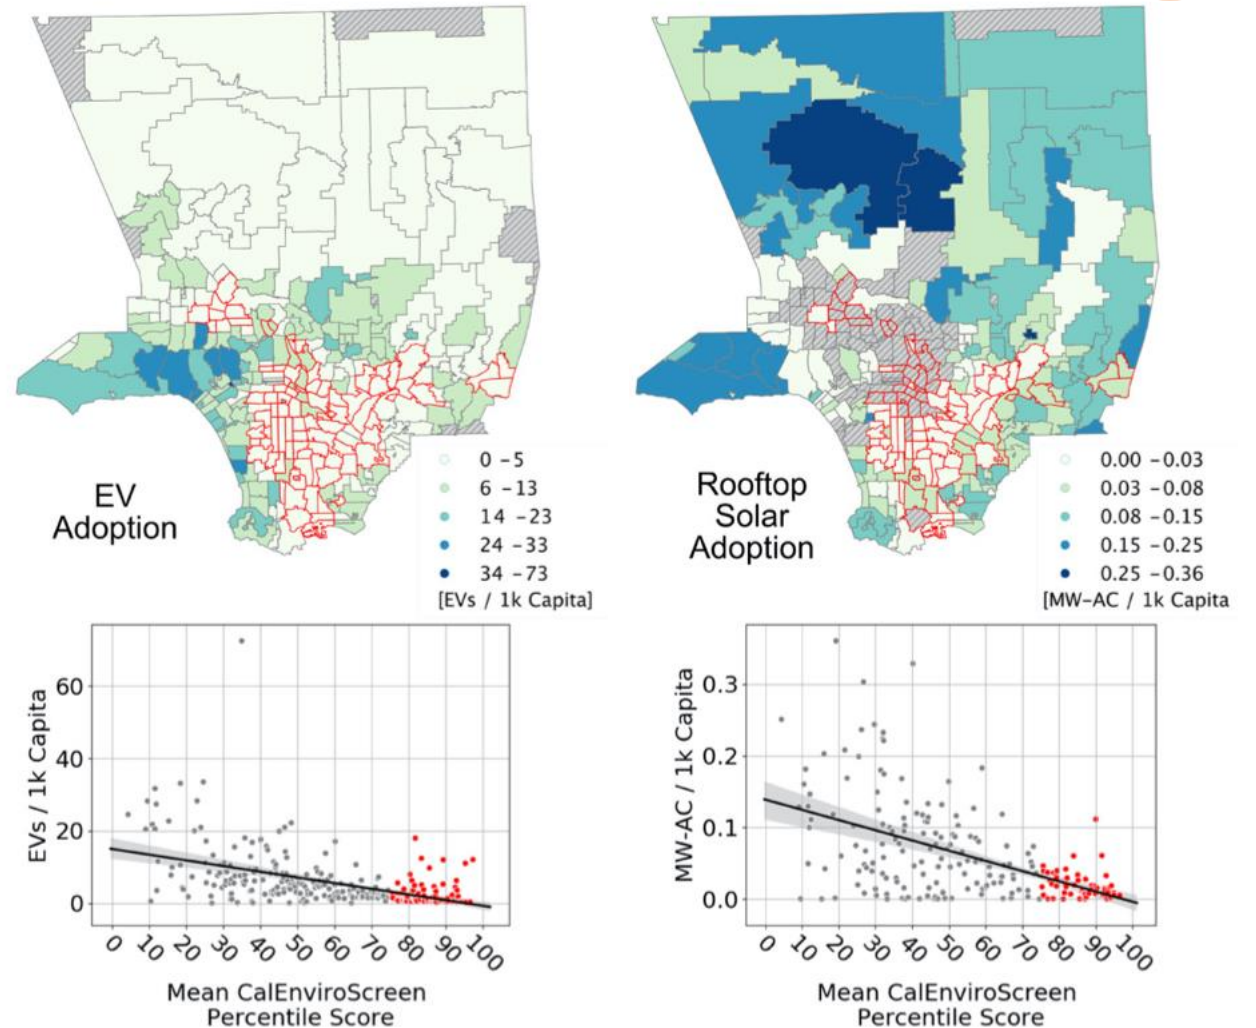 EV
Adoption
0 –5
6 –13
14 –23
24 –33
34 –73
[EVs / 1k Capita]
Rooftop
Solar
Adoption
0.00 –0.03
0.03 –0.08
0.08 –0.15
0.15 –0.25
0.25 –0.36
[MW–AC / 1k Capita
EVs / 1k Capita
60
40
20
0
0 10 20 30 40 50 60 70 80 90 100
Mean CalEnviroScreen
Percentile Score
MW-AC / 1k Capita
0.3
0.2
0.1
0.0
0 10 20 30 40 50 60 70 80 90 100
Mean CalEnviroScreen
Percentile Score